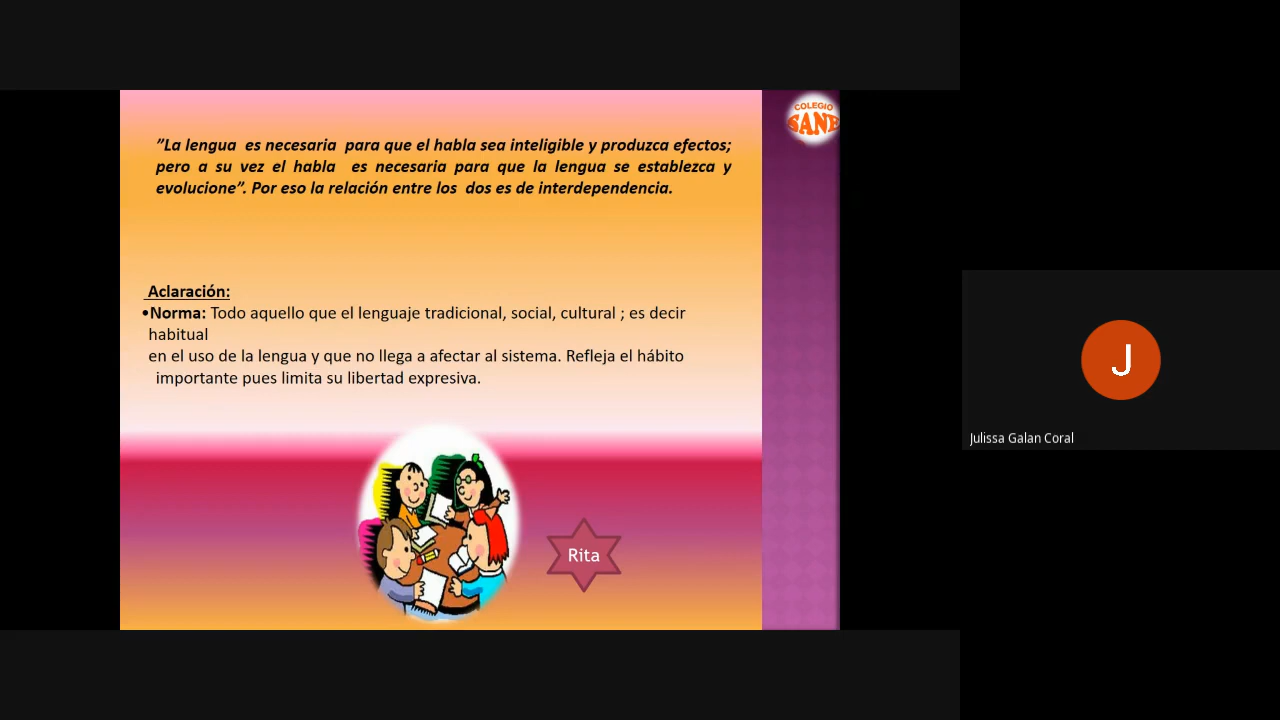 COLEGIO
SANE
”La lengua es necesaria para que el habla sea inteligible y produzca efectos;
pero a su vez el habla es necesaria para que la lengua se establezca y
evolucione”. Por eso la relación entre los dos es de interdependencia.
Aclaración:
•Norma: Todo aquello que el lenguaje tradicional, social, cultural ; es decir
habitual
en el uso de la lengua y que no llega a afectar al sistema. Refleja el hábito
importante pues limita su libertad expresiva.
Rita
J
Julissa Galan Coral